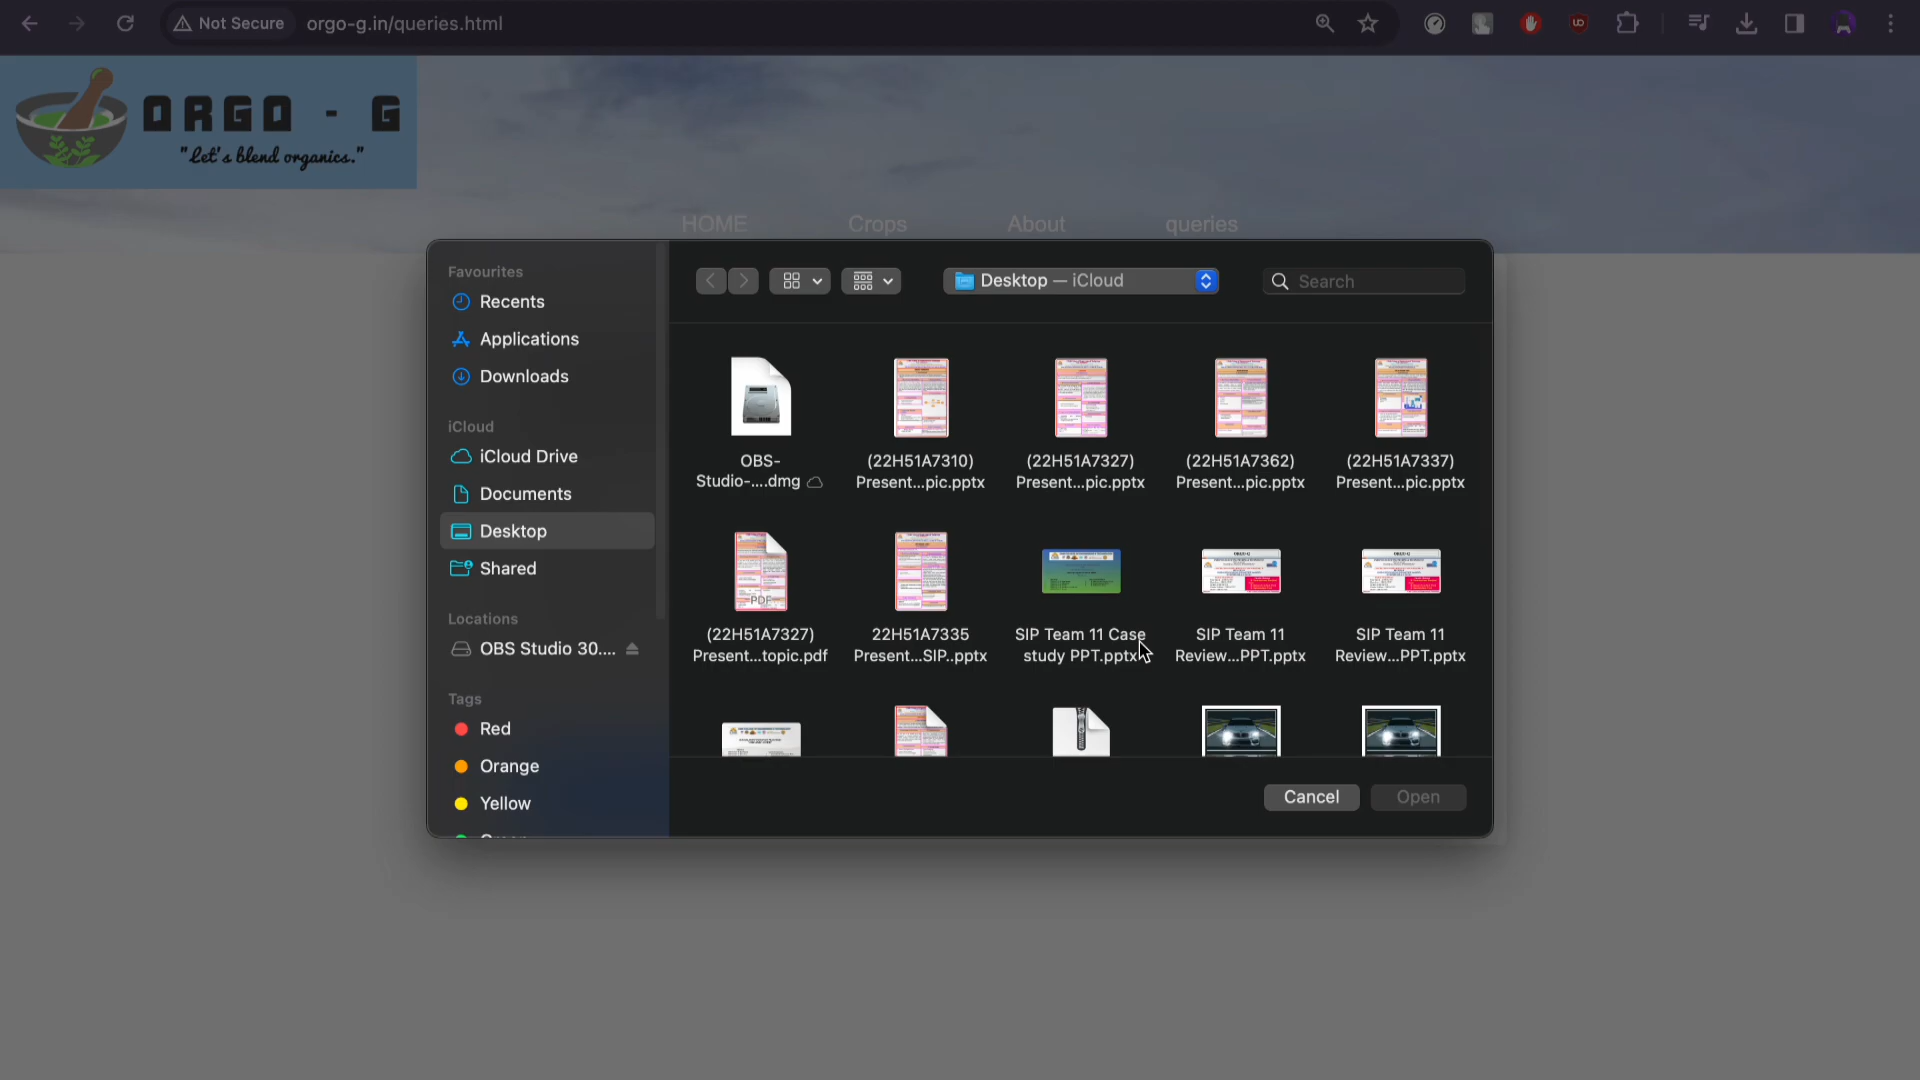 Not Secure
orgo-g.in/queries.html
ORGO - G
"Let's blend organics."
HOME
Crops
About
queries
Favourites
Recents
Applications
Downloads
iCloud
iCloud Drive
Documents
Desktop
Shared
Locations
OBS Studio 30....
Tags
Red
Orange
Yellow
Desktop — iCloud
Search
OBS-
Studio-....dmg
(22H51A7310)
Present...pic.pptx
(22H51A7327)
Present...pic.pptx
(22H51A7362)
Present...pic.pptx
(22H51A7337)
Present...pic.pptx
PDF
(22H51A7327)
Present...topic.pdf
22H51A7335
Present...SIP..pptx
SIP Team 11 Case
study PPT.pptx
SIP Team 11
Review...PPT.pptx
SIP Team 11
Review...PPT.pptx
Cancel
Open